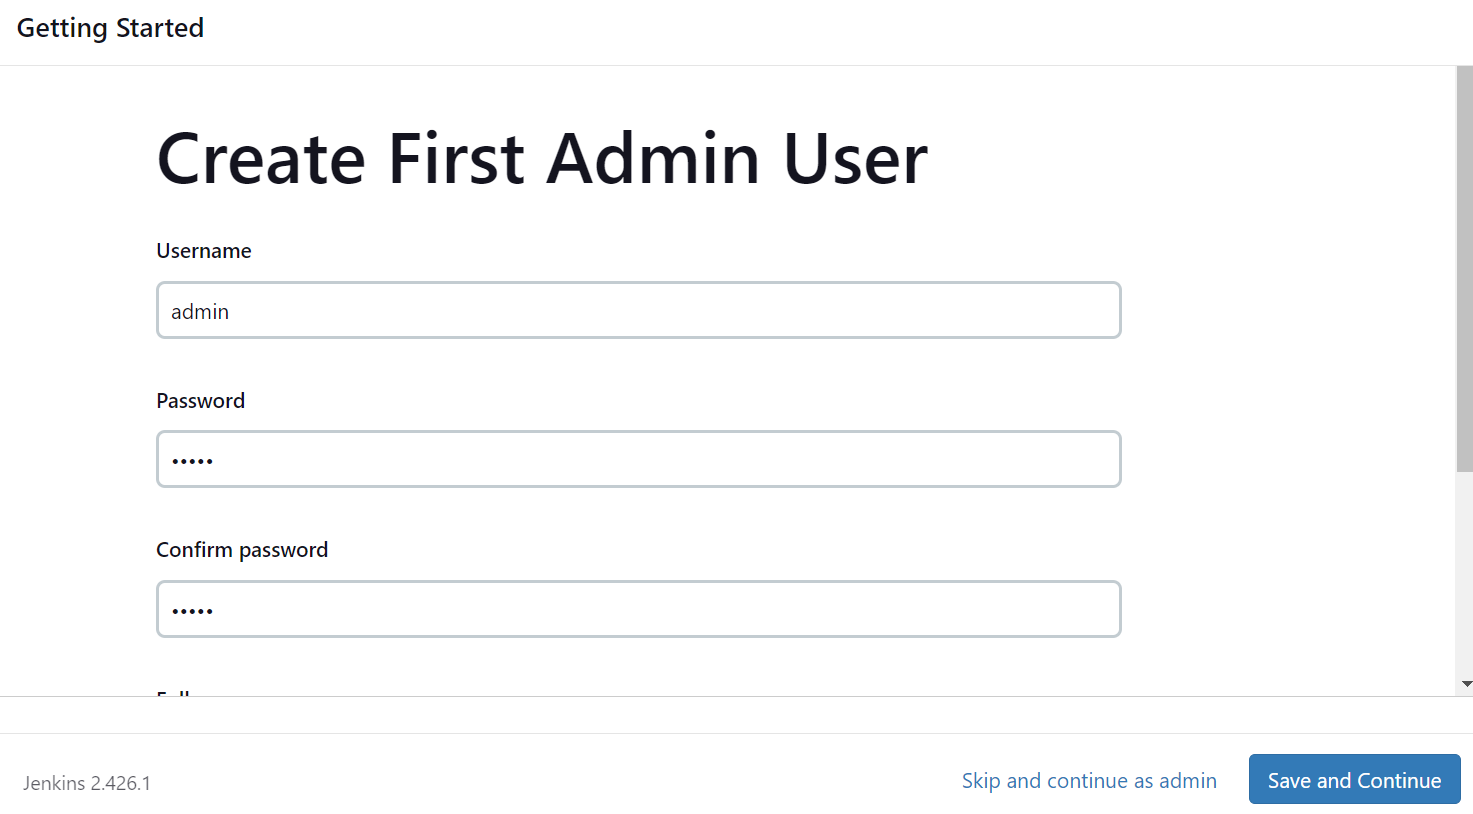 Getting Started
Create First Admin User
Username
admin
Password
•••••
Confirm password
•••••
Jenkins 2.426.1
Skip and continue as admin
Save and Continue